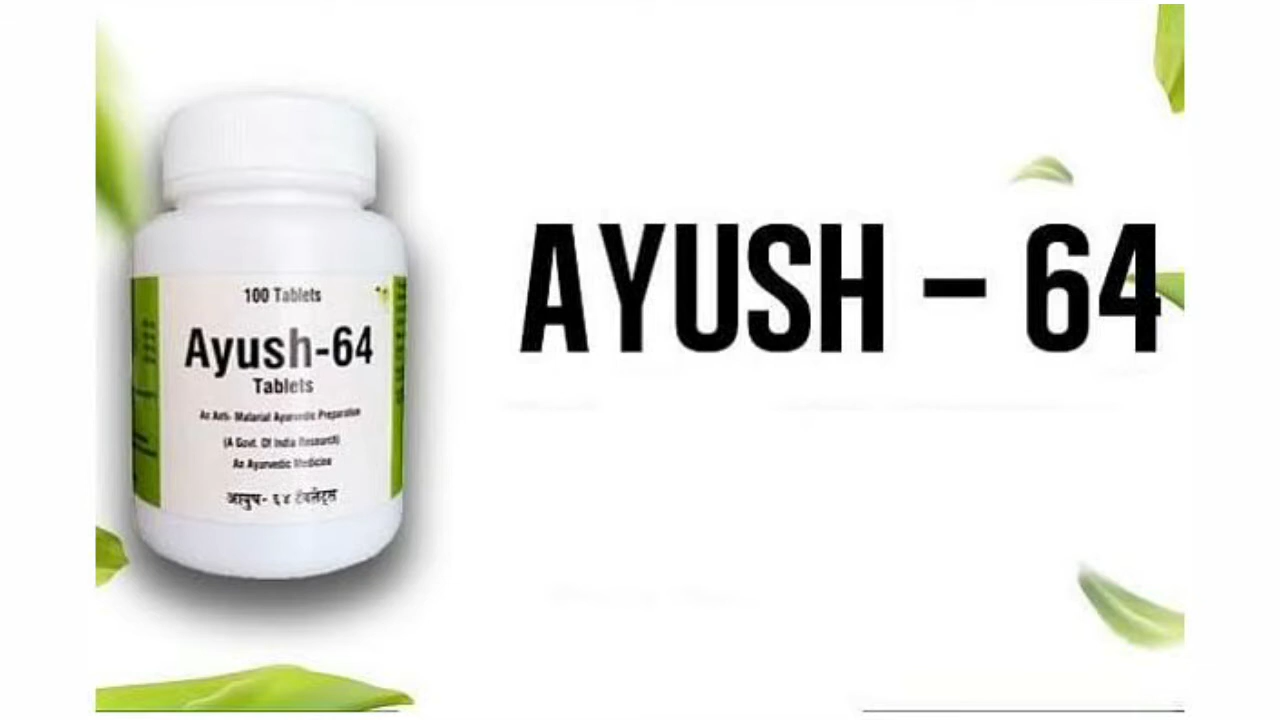 100 Tablets
Ayush-64
Tablets
An Anti- Malarial Ayurvedic Preparation
(A Govt. Of India Research)
An Ayurvedic Medicine
आयुष- ६४ टॅबलेट्स
AYUSH – 64